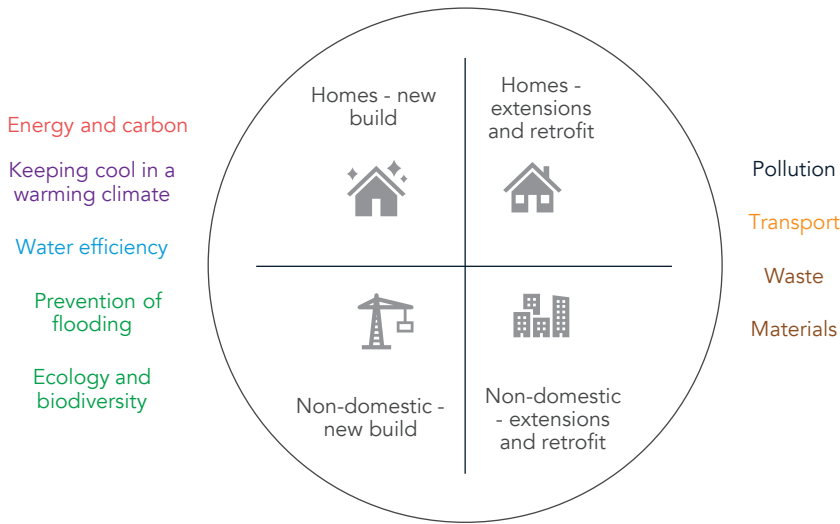 Energy and carbon
Keeping cool in a
warming climate
Water efficiency
Prevention of
flooding
Ecology and
biodiversity
Homes - new
build
Homes -
extensions
and retrofit
Non-domestic -
new build
Non-domestic
- extensions
and retrofit
Pollution
Transport
Waste
Materials